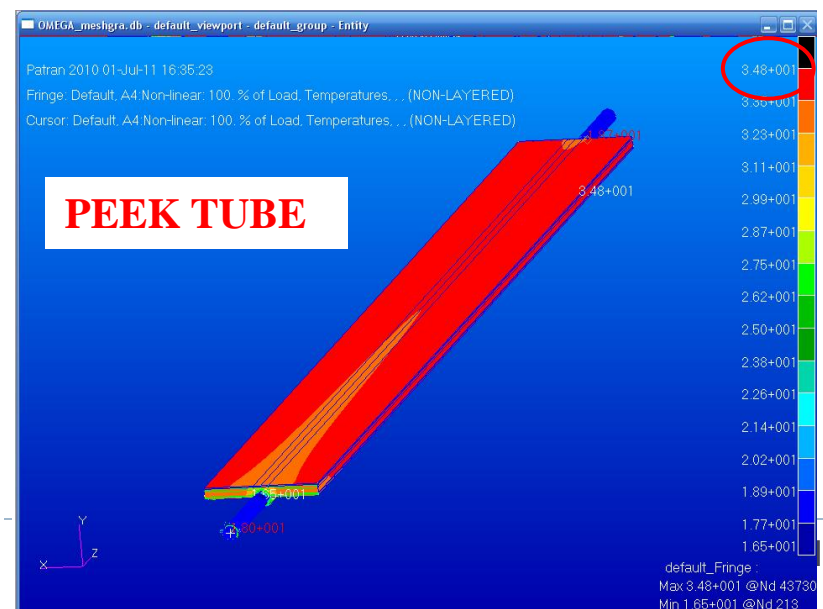 OMEGA_meshgra.db - default_viewport - default_group - Entity
Patran 2010 01-Jul-11 16:35:23
Fringe: Default, A4:Non-linear: 100. % of Load, Temperatures, , , (NON-LAYERED)
Cursor: Default, A4:Non-linear: 100. % of Load, Temperatures, , , (NON-LAYERED)
PEEK TUBE
3.48+001
3.35+001
3.23+001
3.11+001
2.99+001
2.87+001
2.75+001
2.62+001
2.50+001
2.38+001
2.26+001
2.14+001
2.02+001
1.89+001
1.77+001
1.65+001
3.48+001
1.65+001
1.80+001
Y
X
Z
default_Fringe :
Max 3.48+001 @Nd 43730
Min 1.65+001 @Nd 213